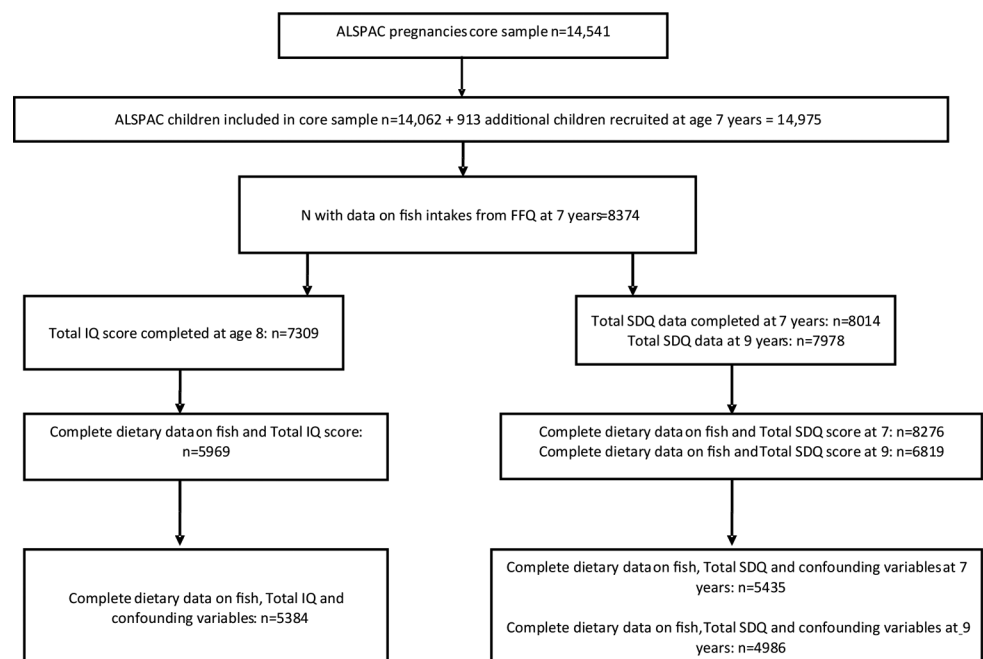 ALSPAC pregnancies core sample n=14,541
ALSPAC children included in core sample n=14,062 + 913 additional children recruited at age 7 years = 14,975
N with data on fish intakes from FFQ at 7 years=8374
Total IQ score completed at age 8: n=7309
Total SDQ data completed at 7 years: n=8014
Total SDQ data at 9 years: n=7978
Complete dietary data on fish and Total IQ score:
n=5969
Complete dietary data on fish and Total SDQ score at 7: n=8276
Complete dietary data on fish and Total SDQ score at 9: n=6819
Complete dietary data on fish, Total IQ and
confounding variables: n=5384
Complete dietary data on fish, Total SDQ and confounding variables at 7
years: n=5435
Complete dietary data on fish, Total SDQ and confounding variables at 9
years: n=4986